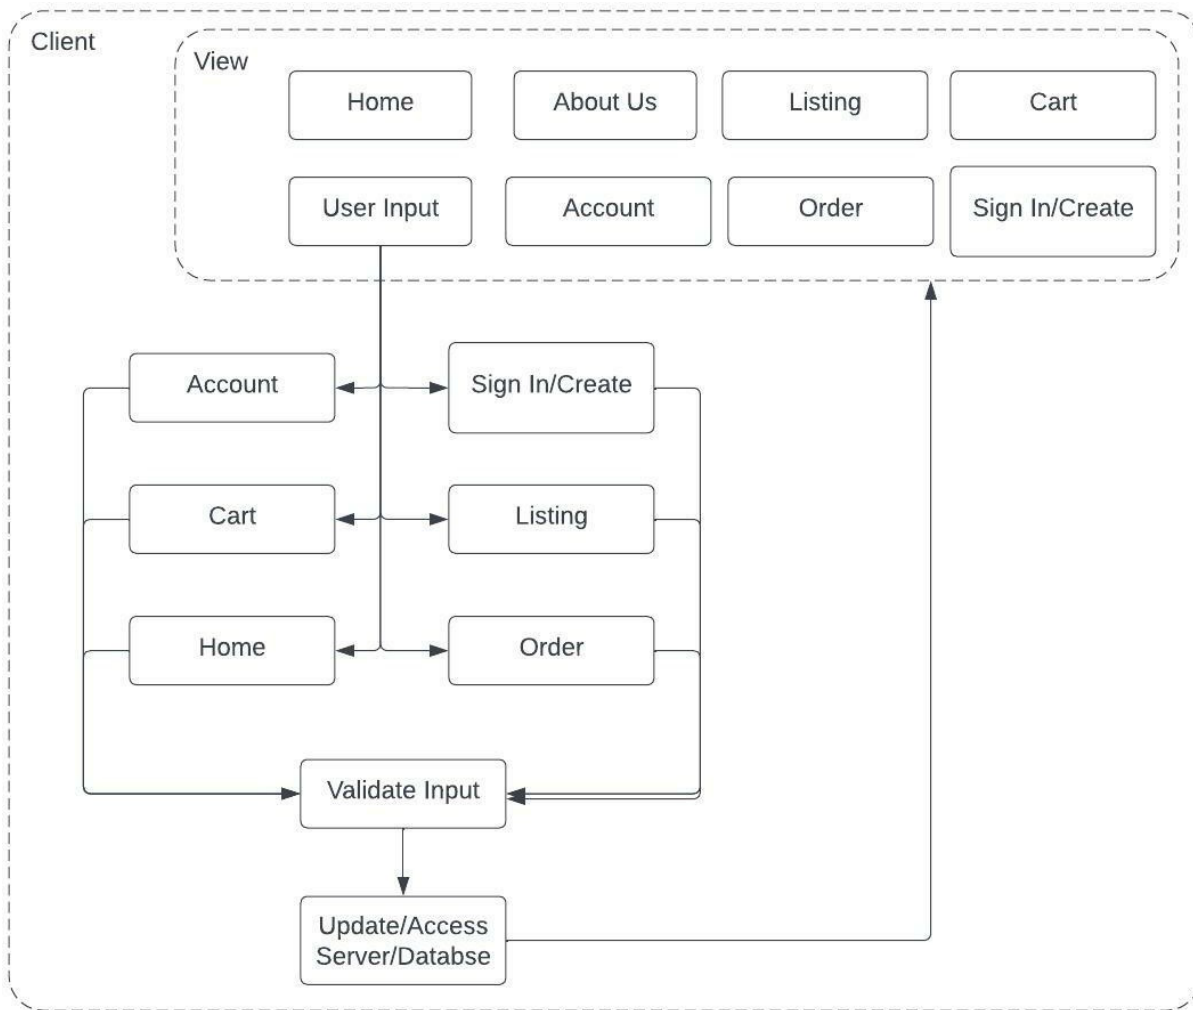 Client
View
Home
About Us
Listing
Cart
User Input
Account
Order
Sign In/Create
Account
Sign In/Create
Cart
Listing
Home
Order
Validate Input
Update/Access
Server/Databse